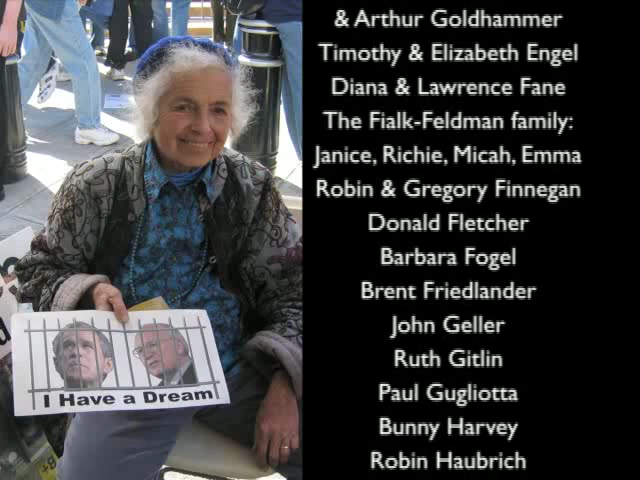 I Have a Dream
& Arthur Goldhammer
Timothy & Elizabeth Engel
Diana & Lawrence Fane
The Fialk-Feldman family:
Janice, Richie, Micah, Emma
Robin & Gregory Finnegan
Donald Fletcher
Barbara Fogel
Brent Friedlander
John Geller
Ruth Gitlin
Paul Gugliotta
Bunny Harvey
Robin Haubrich